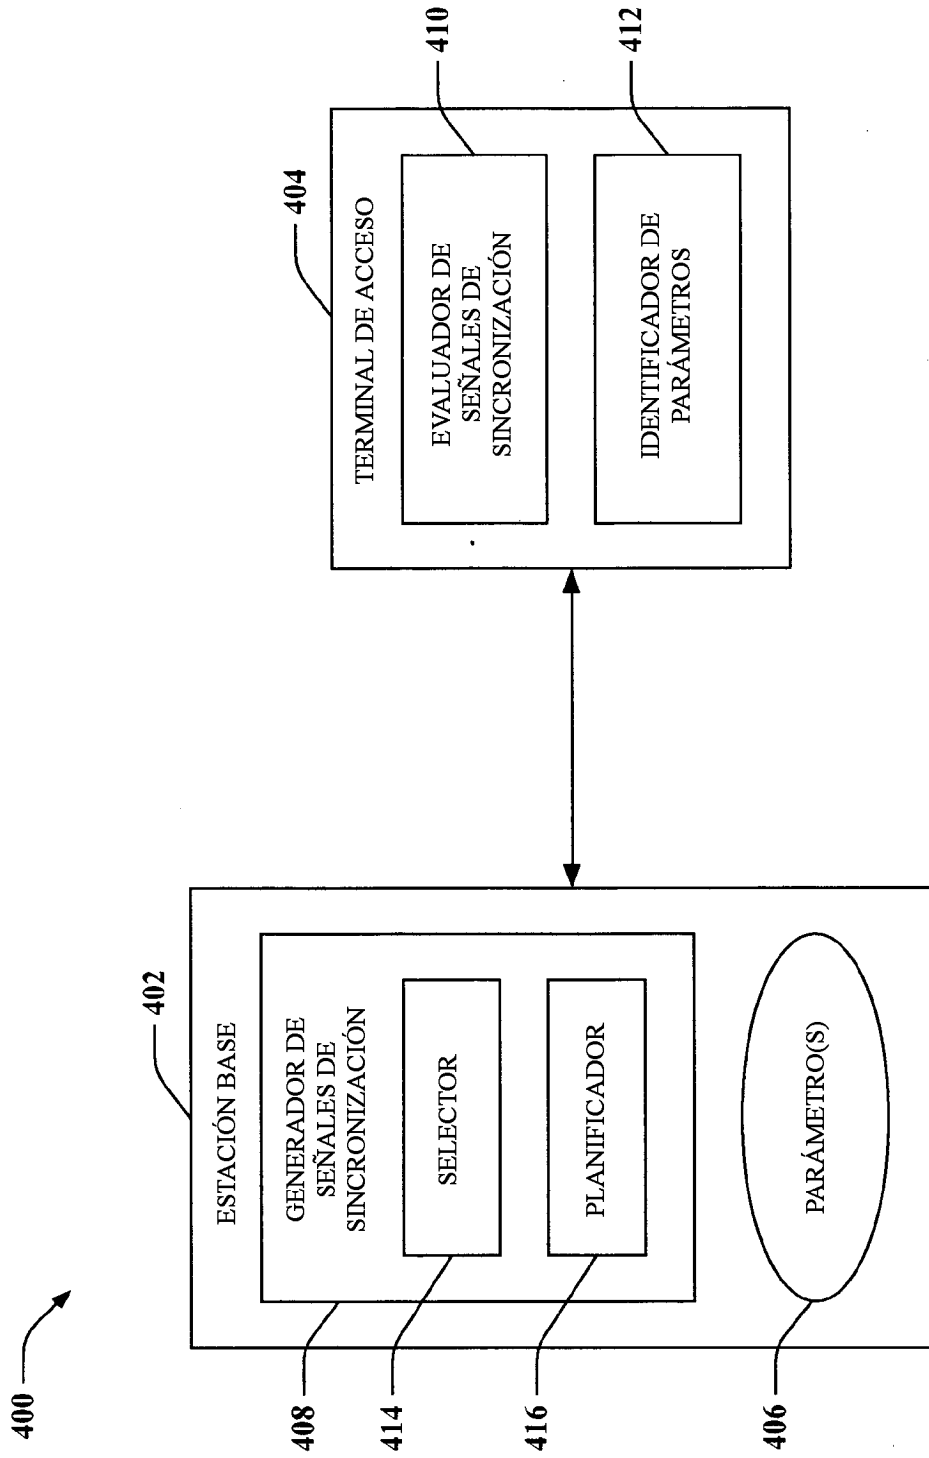 400
402
ESTACIÓN BASE
408
GENERADOR DE
SEÑALES DE
SINCRONIZACIÓN
414
SELECTOR
416
PLANIFICADOR
406
PARÁMETRO(S)
404
TERMINAL DE ACCESO
410
EVALUADOR DE
SEÑALES DE
SINCRONIZACIÓN
412
IDENTIFICADOR DE
PARÁMETROS